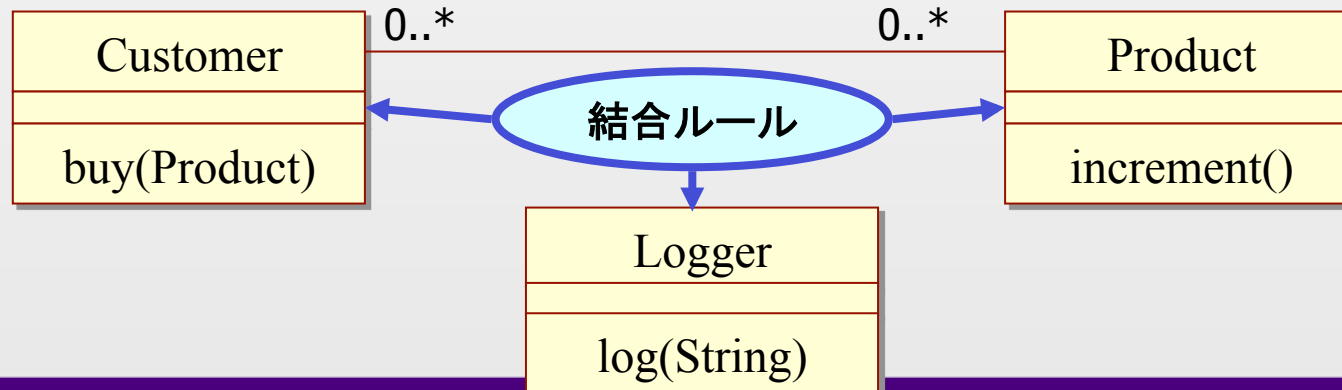 0..*
0..*
Customer
Product
結合ルール
buy(Product)
increment()
Logger
log(String)